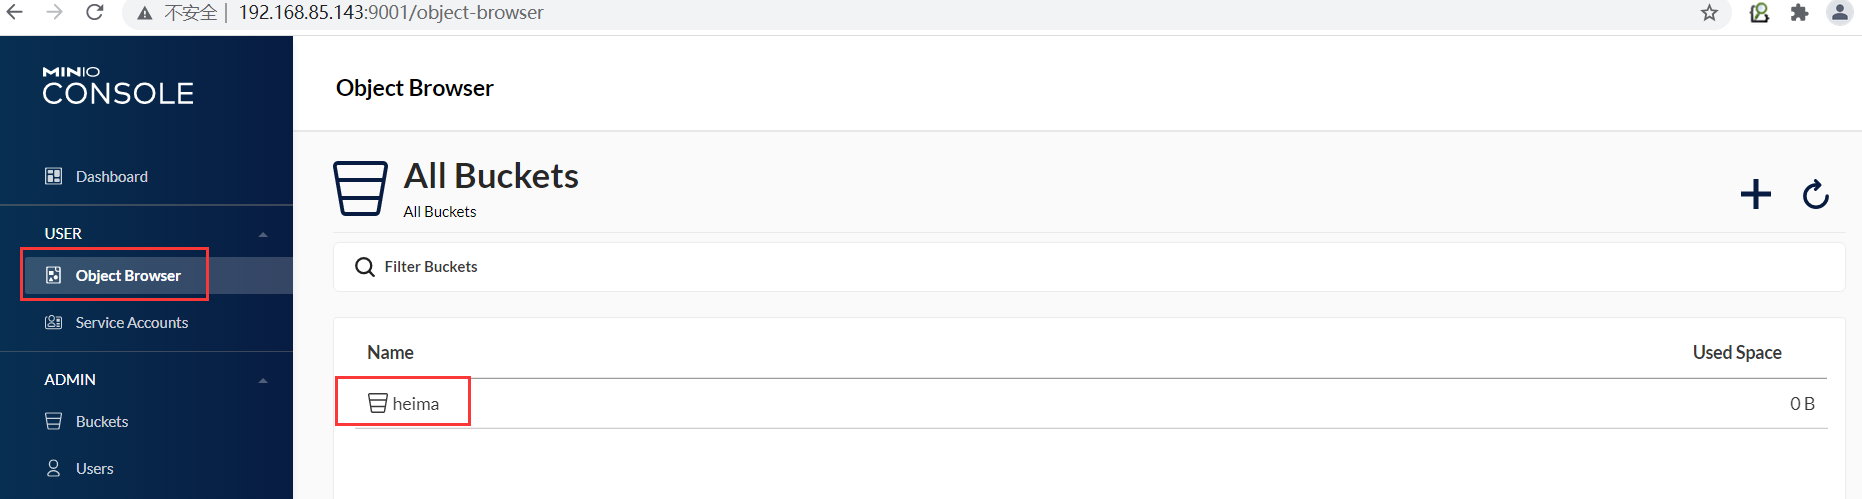 不安全 | 192.168.85.143:9001/object-browser
MINIO
CONSOLE
Dashboard
USER
Object Browser
Service Accounts
ADMIN
Buckets
Users
Object Browser
All Buckets
All Buckets
Filter Buckets
Name Used Space
heima 0 B